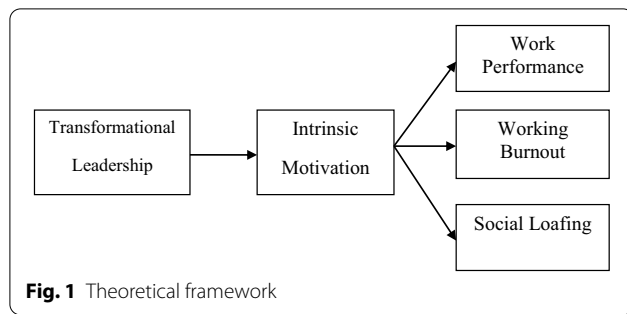 Transformational
Leadership
Intrinsic
Motivation
Work
Performance
Working
Burnout
Social Loafing
Fig. 1 Theoretical framework